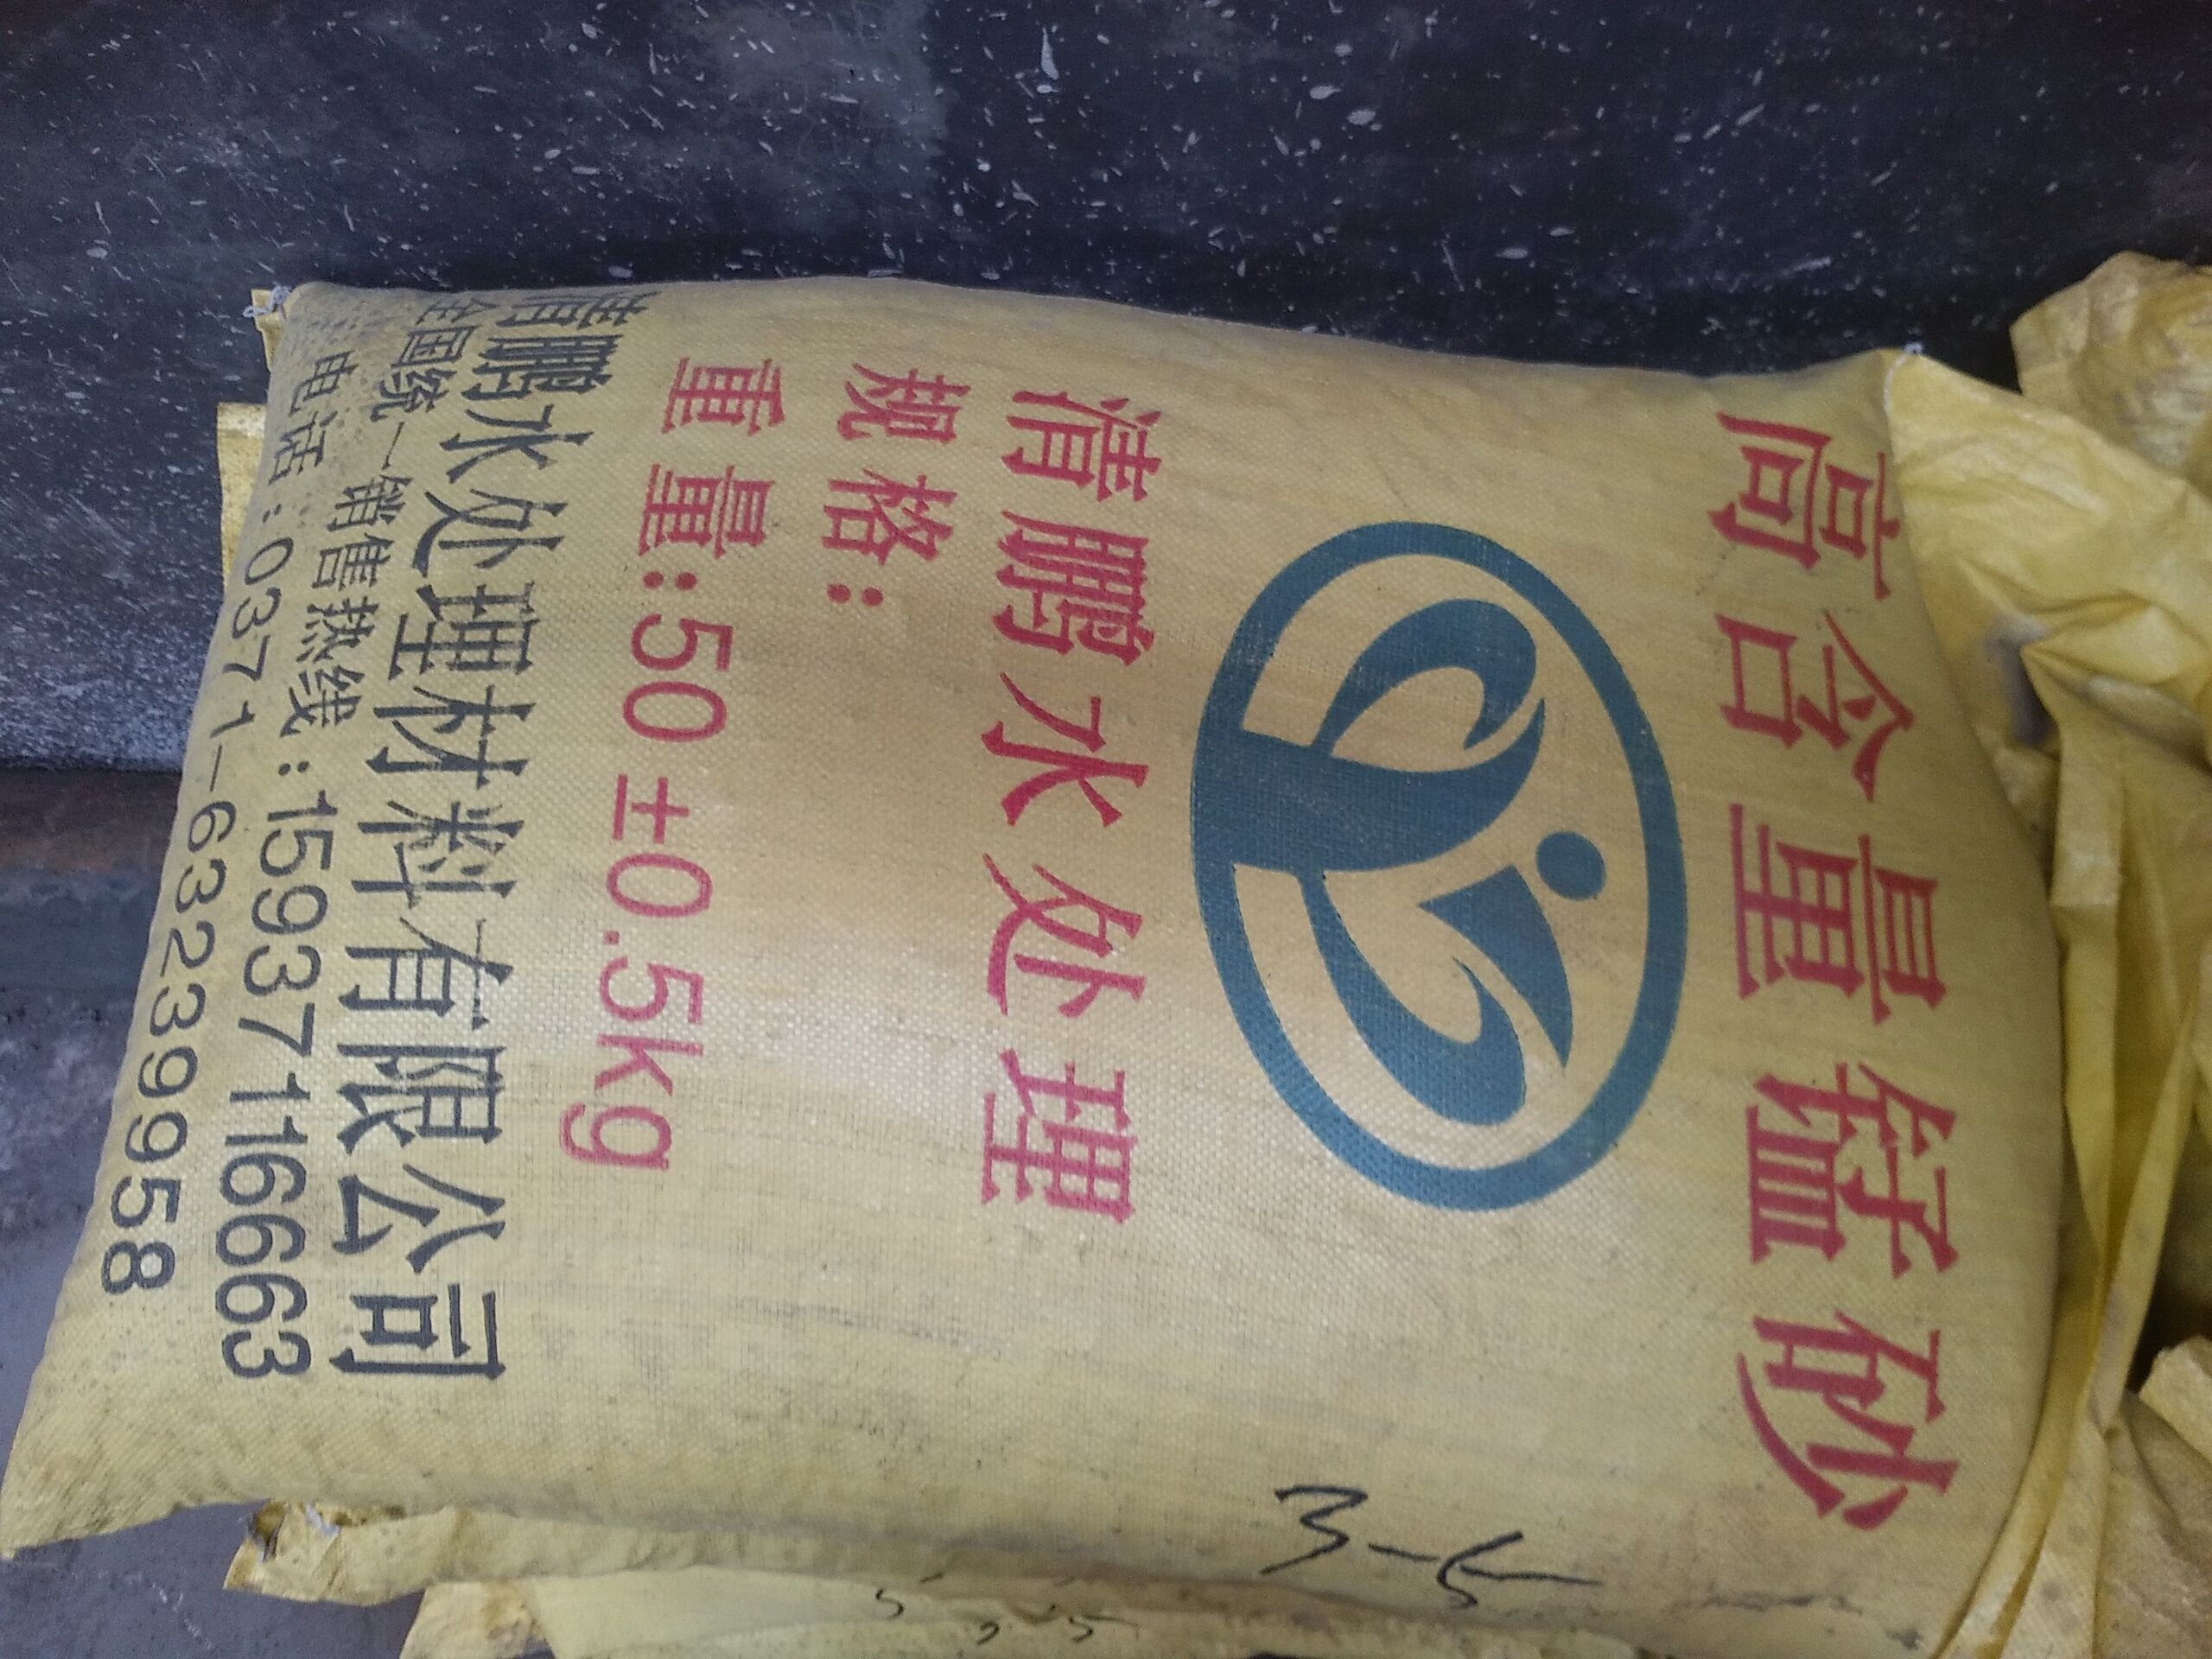 高含量锰砂
清鹏水处理
规格：
重量：50±0.5kg
清鹏水处理材料有限公司
全国统一销售热线：15937116663
电话：0371-63239958
3-5